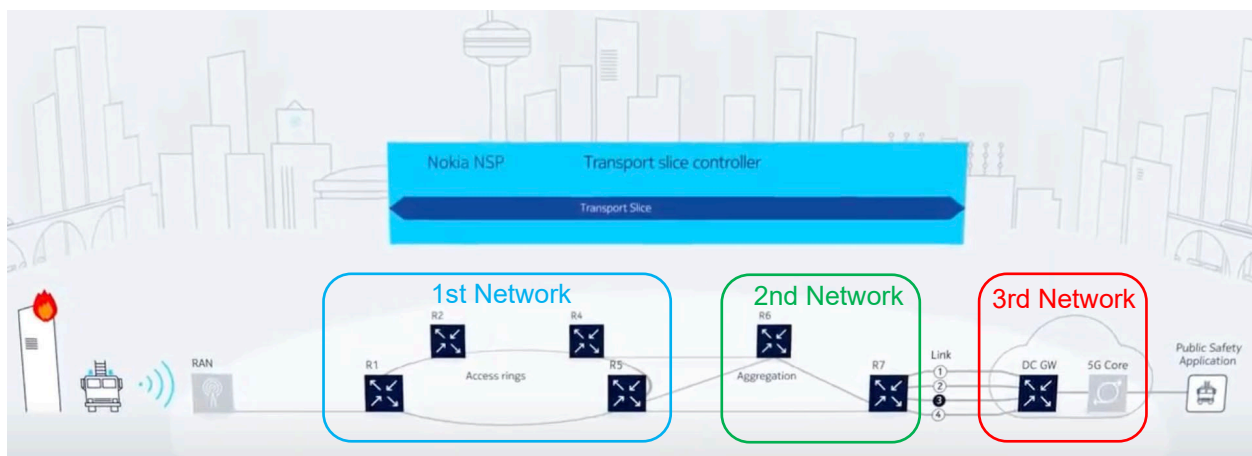 Nokia NSP Transport slice controller
Transport Slice
1st Network
2nd Network
3rd Network
R2
R4
R6
RAN
R1
Access rings
R5
Aggregation
R7
Link
1
2
3
4
DC GW
5G Core
Public Safety
Application